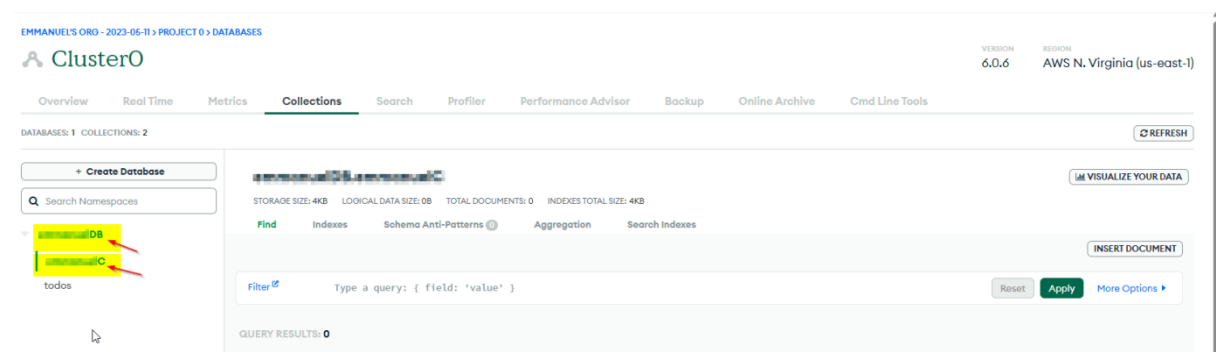 EMMANUEL'S ORG - 2023-05-11 > PROJECT 0 > DATABASES
Cluster0
VERSION
6.0.6
REGION
AWS N. Virginia (us-east-1)
Overview Real Time Metrics Collections Search Profiler Performance Advisor Backup Online Archive Cmd Line Tools
DATABASES: 1 COLLECTIONS: 2
REFRESH
+ Create Database
VISUALIZE YOUR DATA
Search Namespaces
STORAGE SIZE: 4KB LOGICAL DATA SIZE: 0B TOTAL DOCUMENTS: 0 INDEXES TOTAL SIZE: 4KB
Find Indexes Schema Anti-Patterns 0 Aggregation Search Indexes
DB
C
todos
INSERT DOCUMENT
Filter Type a query: { field: 'value' } Reset Apply More Options
QUERY RESULTS: 0